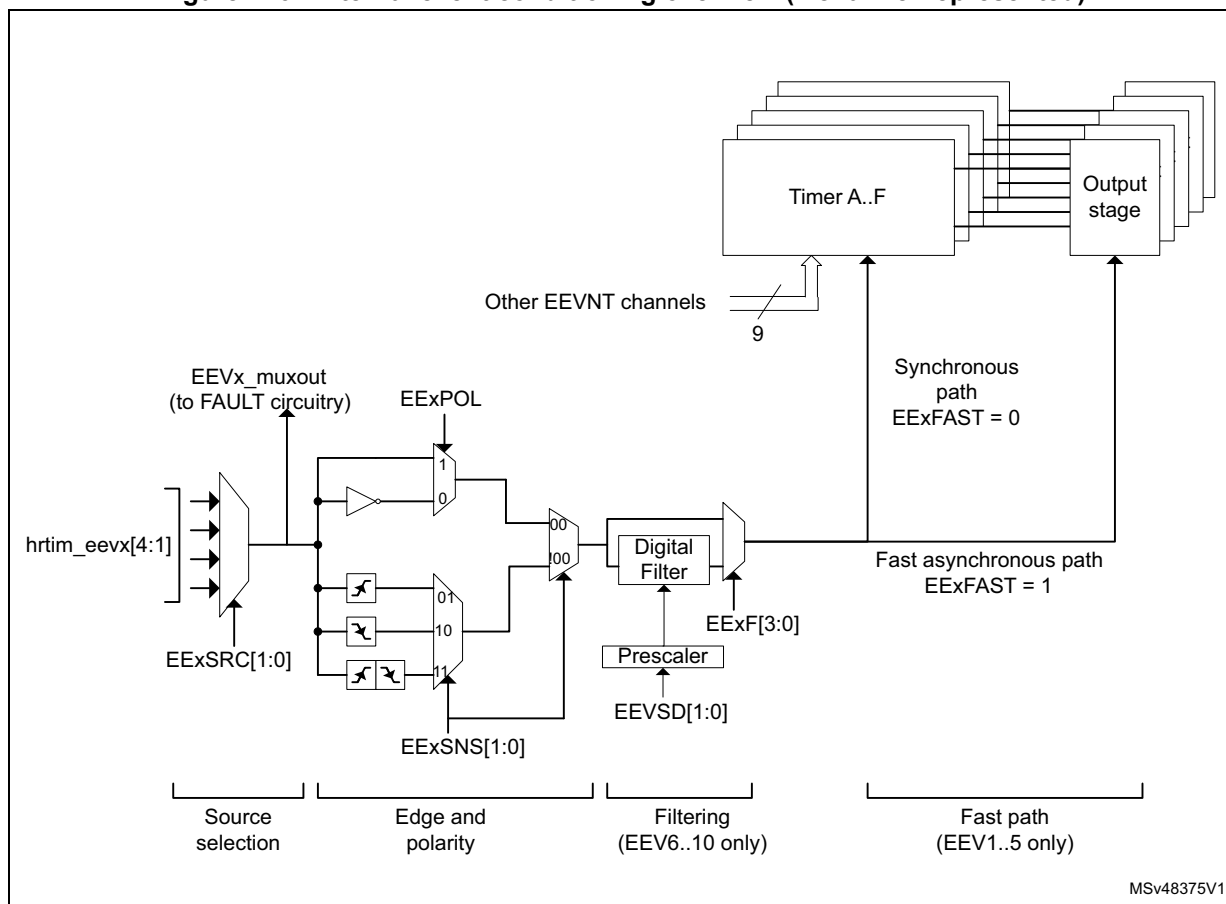 Timer A..F
Output
stage
Other EEVNT channels
9
EEVx_muxout
(to FAULT circuitry)
EExPOL
Synchronous
path
EExFAST = 0
1
0
hrtim_eevx[4:1]
00
!00
Digital
Filter
Fast asynchronous path
EExFAST = 1
01
10
11
EExF[3:0]
EExSRC[1:0]
Prescaler
EEVSD[1:0]
EExSNS[1:0]
Source
selection
Edge and
polarity
Filtering
(EEV6..10 only)
Fast path
(EEV1..5 only)
MSv48375V1